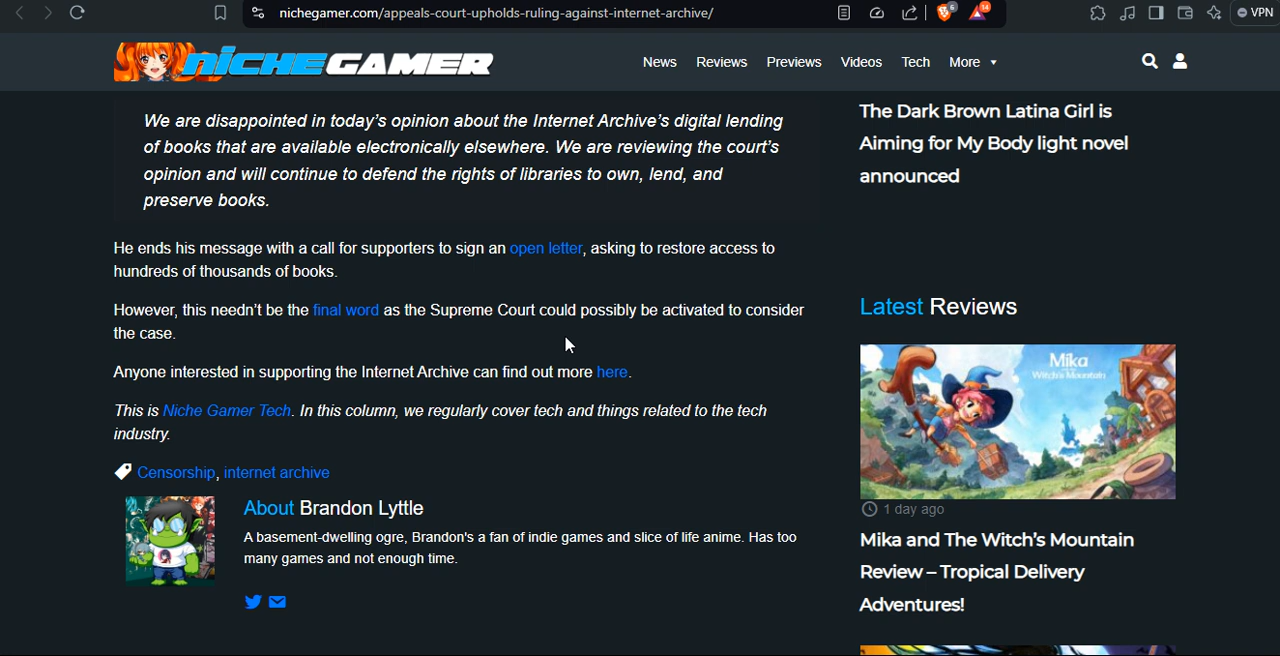 nichegamer.com/appeals-court-upholds-ruling-against-internet-archive/
6
14
VPN
NICHEGAMER
News Reviews Previews Videos Tech More
We are disappointed in today's opinion about the Internet Archive's digital lending
of books that are available electronically elsewhere. We are reviewing the court's
opinion and will continue to defend the rights of libraries to own, lend, and
preserve books.
He ends his message with a call for supporters to sign an open letter, asking to restore access to
hundreds of thousands of books.
However, this needn't be the final word as the Supreme Court could possibly be activated to consider
the case.
Anyone interested in supporting the Internet Archive can find out more here.
This is Niche Gamer Tech. In this column, we regularly cover tech and things related to the tech
industry.
Censorship, internet archive
About Brandon Lyttle
A basement-dwelling ogre, Brandon's a fan of indie games and slice of life anime. Has too
many games and not enough time.
The Dark Brown Latina Girl is
Aiming for My Body light novel
announced
Latest Reviews
Mika
and the
Witch's Mountain
1 day ago
Mika and The Witch's Mountain
Review – Tropical Delivery
Adventures!